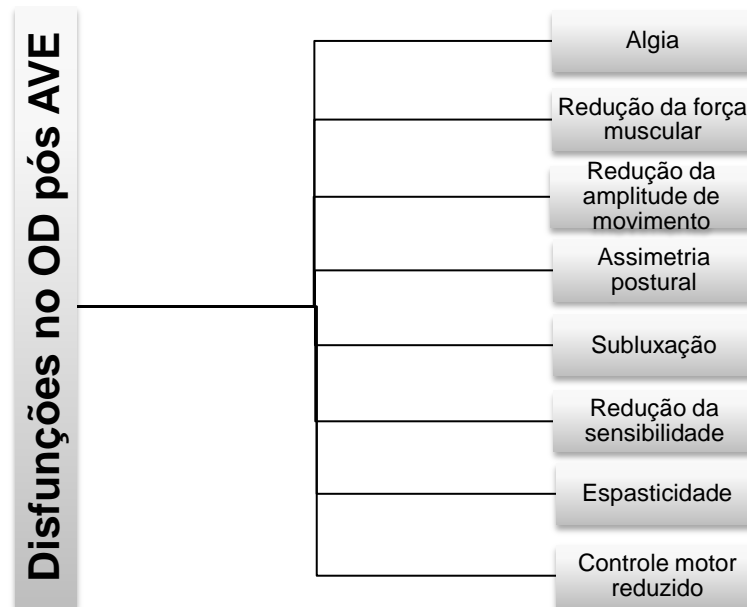 Disfunções no OD pós AVE
Algia
Redução da força
muscular
Redução da
amplitude de
movimento
Assimetria
postural
Subluxação
Redução da
sensibilidade
Espasticidade
Controle motor
reduzido